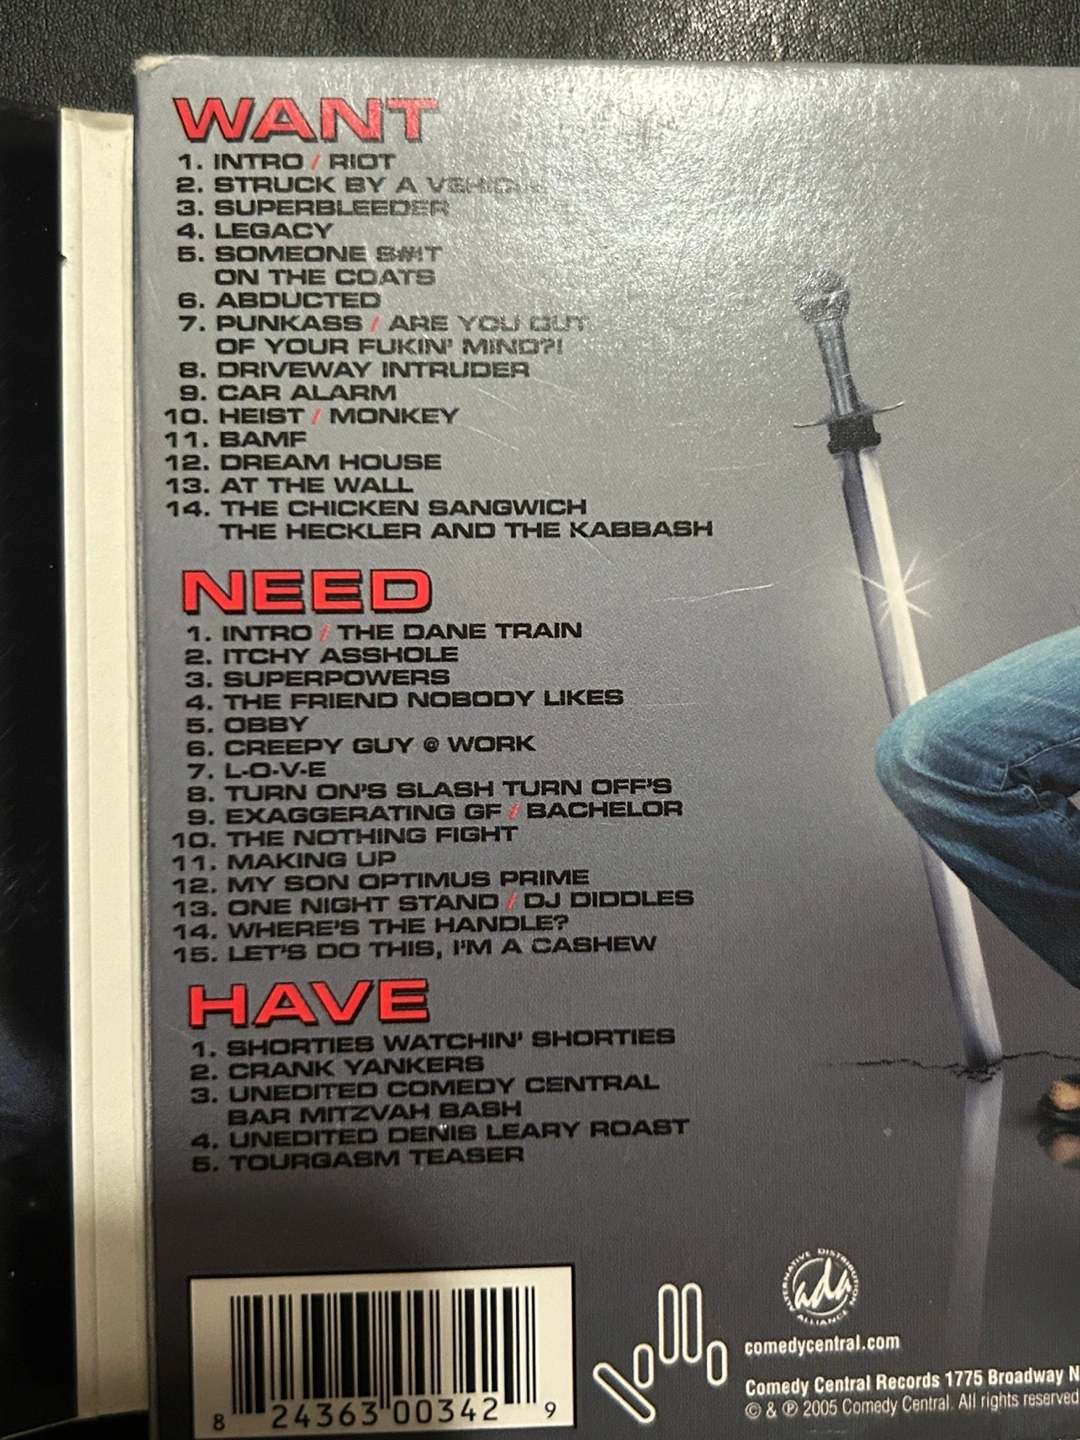 WANT
1. INTRO / RIOT
2. STRUCK BY A VEHICLE
3. SUPERBLEEDER
4. LEGACY
5. SOMEONE S#!T
ON THE COATS
6. ABDUCTED
7. PUNKASS / ARE YOU OUT
OF YOUR FUKIN' MIND?!
8. DRIVEWAY INTRUDER
9. CAR ALARM
10. HEIST / MONKEY
11. BAMF
12. DREAM HOUSE
13. AT THE WALL
14. THE CHICKEN SANGWICH
THE HECKLER AND THE KABBASH
NEED
1. INTRO / THE DANE TRAIN
2. ITCHY ASSHOLE
3. SUPERPOWERS
4. THE FRIEND NOBODY LIKES
5. OBBY
6. CREEPY GUY @ WORK
7. L-O-V-E
8. TURN ON'S SLASH TURN OFF'S
9. EXAGGERATING GF / BACHELOR
10. THE NOTHING FIGHT
11. MAKING UP
12. MY SON OPTIMUS PRIME
13. ONE NIGHT STAND / DJ DIDDLES
14. WHERE'S THE HANDLE?
15. LET'S DO THIS, I'M A CASHEW
HAVE
1. SHORTIES WATCHIN' SHORTIES
2. CRANK YANKERS
3. UNEDITED COMEDY CENTRAL
BAR MITZVAH BASH
4. UNEDITED DENIS LEARY ROAST
5. TOURGASM TEASER
8 24363 00342 9
ALTERNATIVE DISTRIBUTION ALLIANCE
ada
comedycentral.com
Comedy Central Records 1775 Broadway N
© & ℗ 2005 Comedy Central. All rights reserved